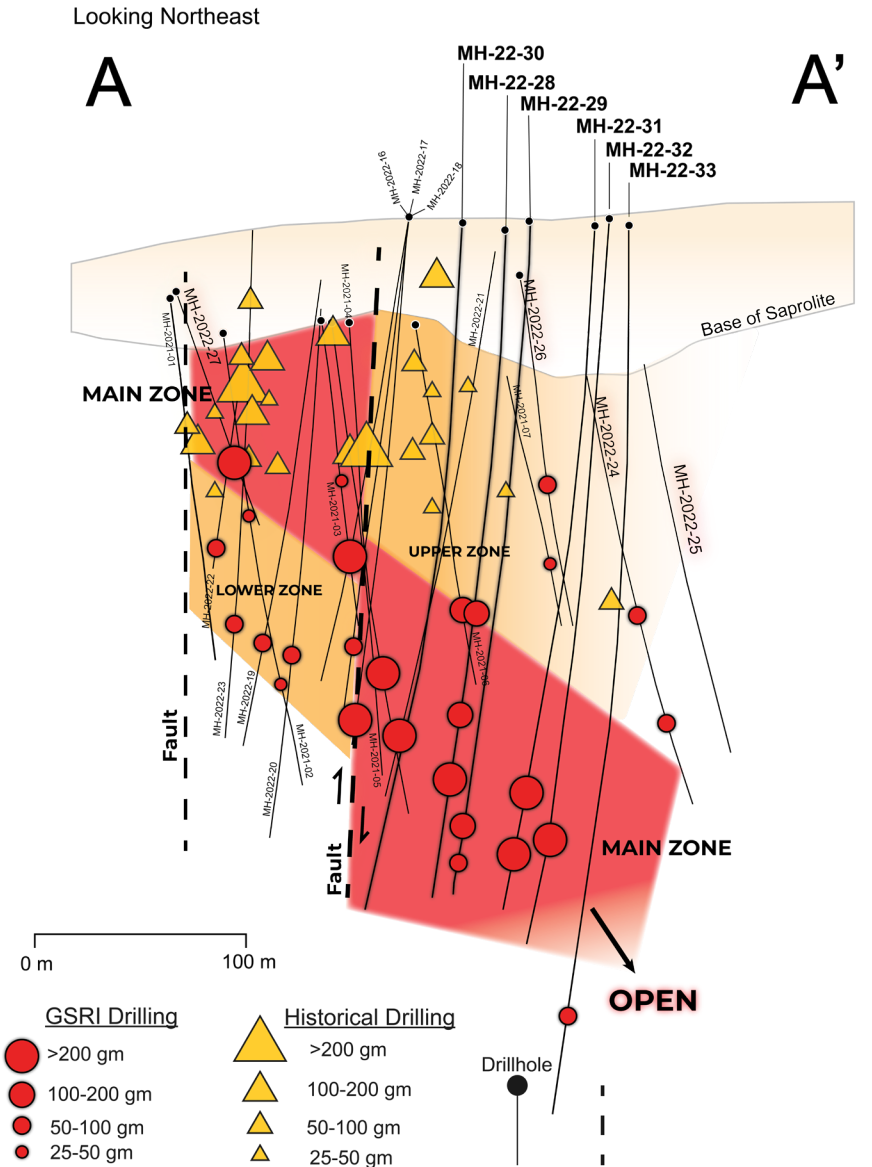 Looking Northeast
A
A'
MH-22-30
MH-22-28
MH-22-29
MH-22-31
MH-22-32
MH-22-33
MH-2022-16
MH-2022-17
MH-2022-18
MH-2021-04
MH-2022-21
MH-2022-26
MH-2022-27
MH-2021-01
Base of Saprolite
MAIN ZONE
MH-2021-07
MH-2022-24
MH-2022-25
MH-2021-03
UPPER ZONE
LOWER ZONE
MH-2022-22
MH-2021-06
MH-2022-23
MH-2022-19
MH-2021-02
MH-2022-20
MH-2021-05
Fault
Fault
MAIN ZONE
OPEN
0 m
100 m
GSRI Drilling
>200 gm
100-200 gm
50-100 gm
25-50 gm
Historical Drilling
>200 gm
100-200 gm
50-100 gm
25-50 gm
Drillhole